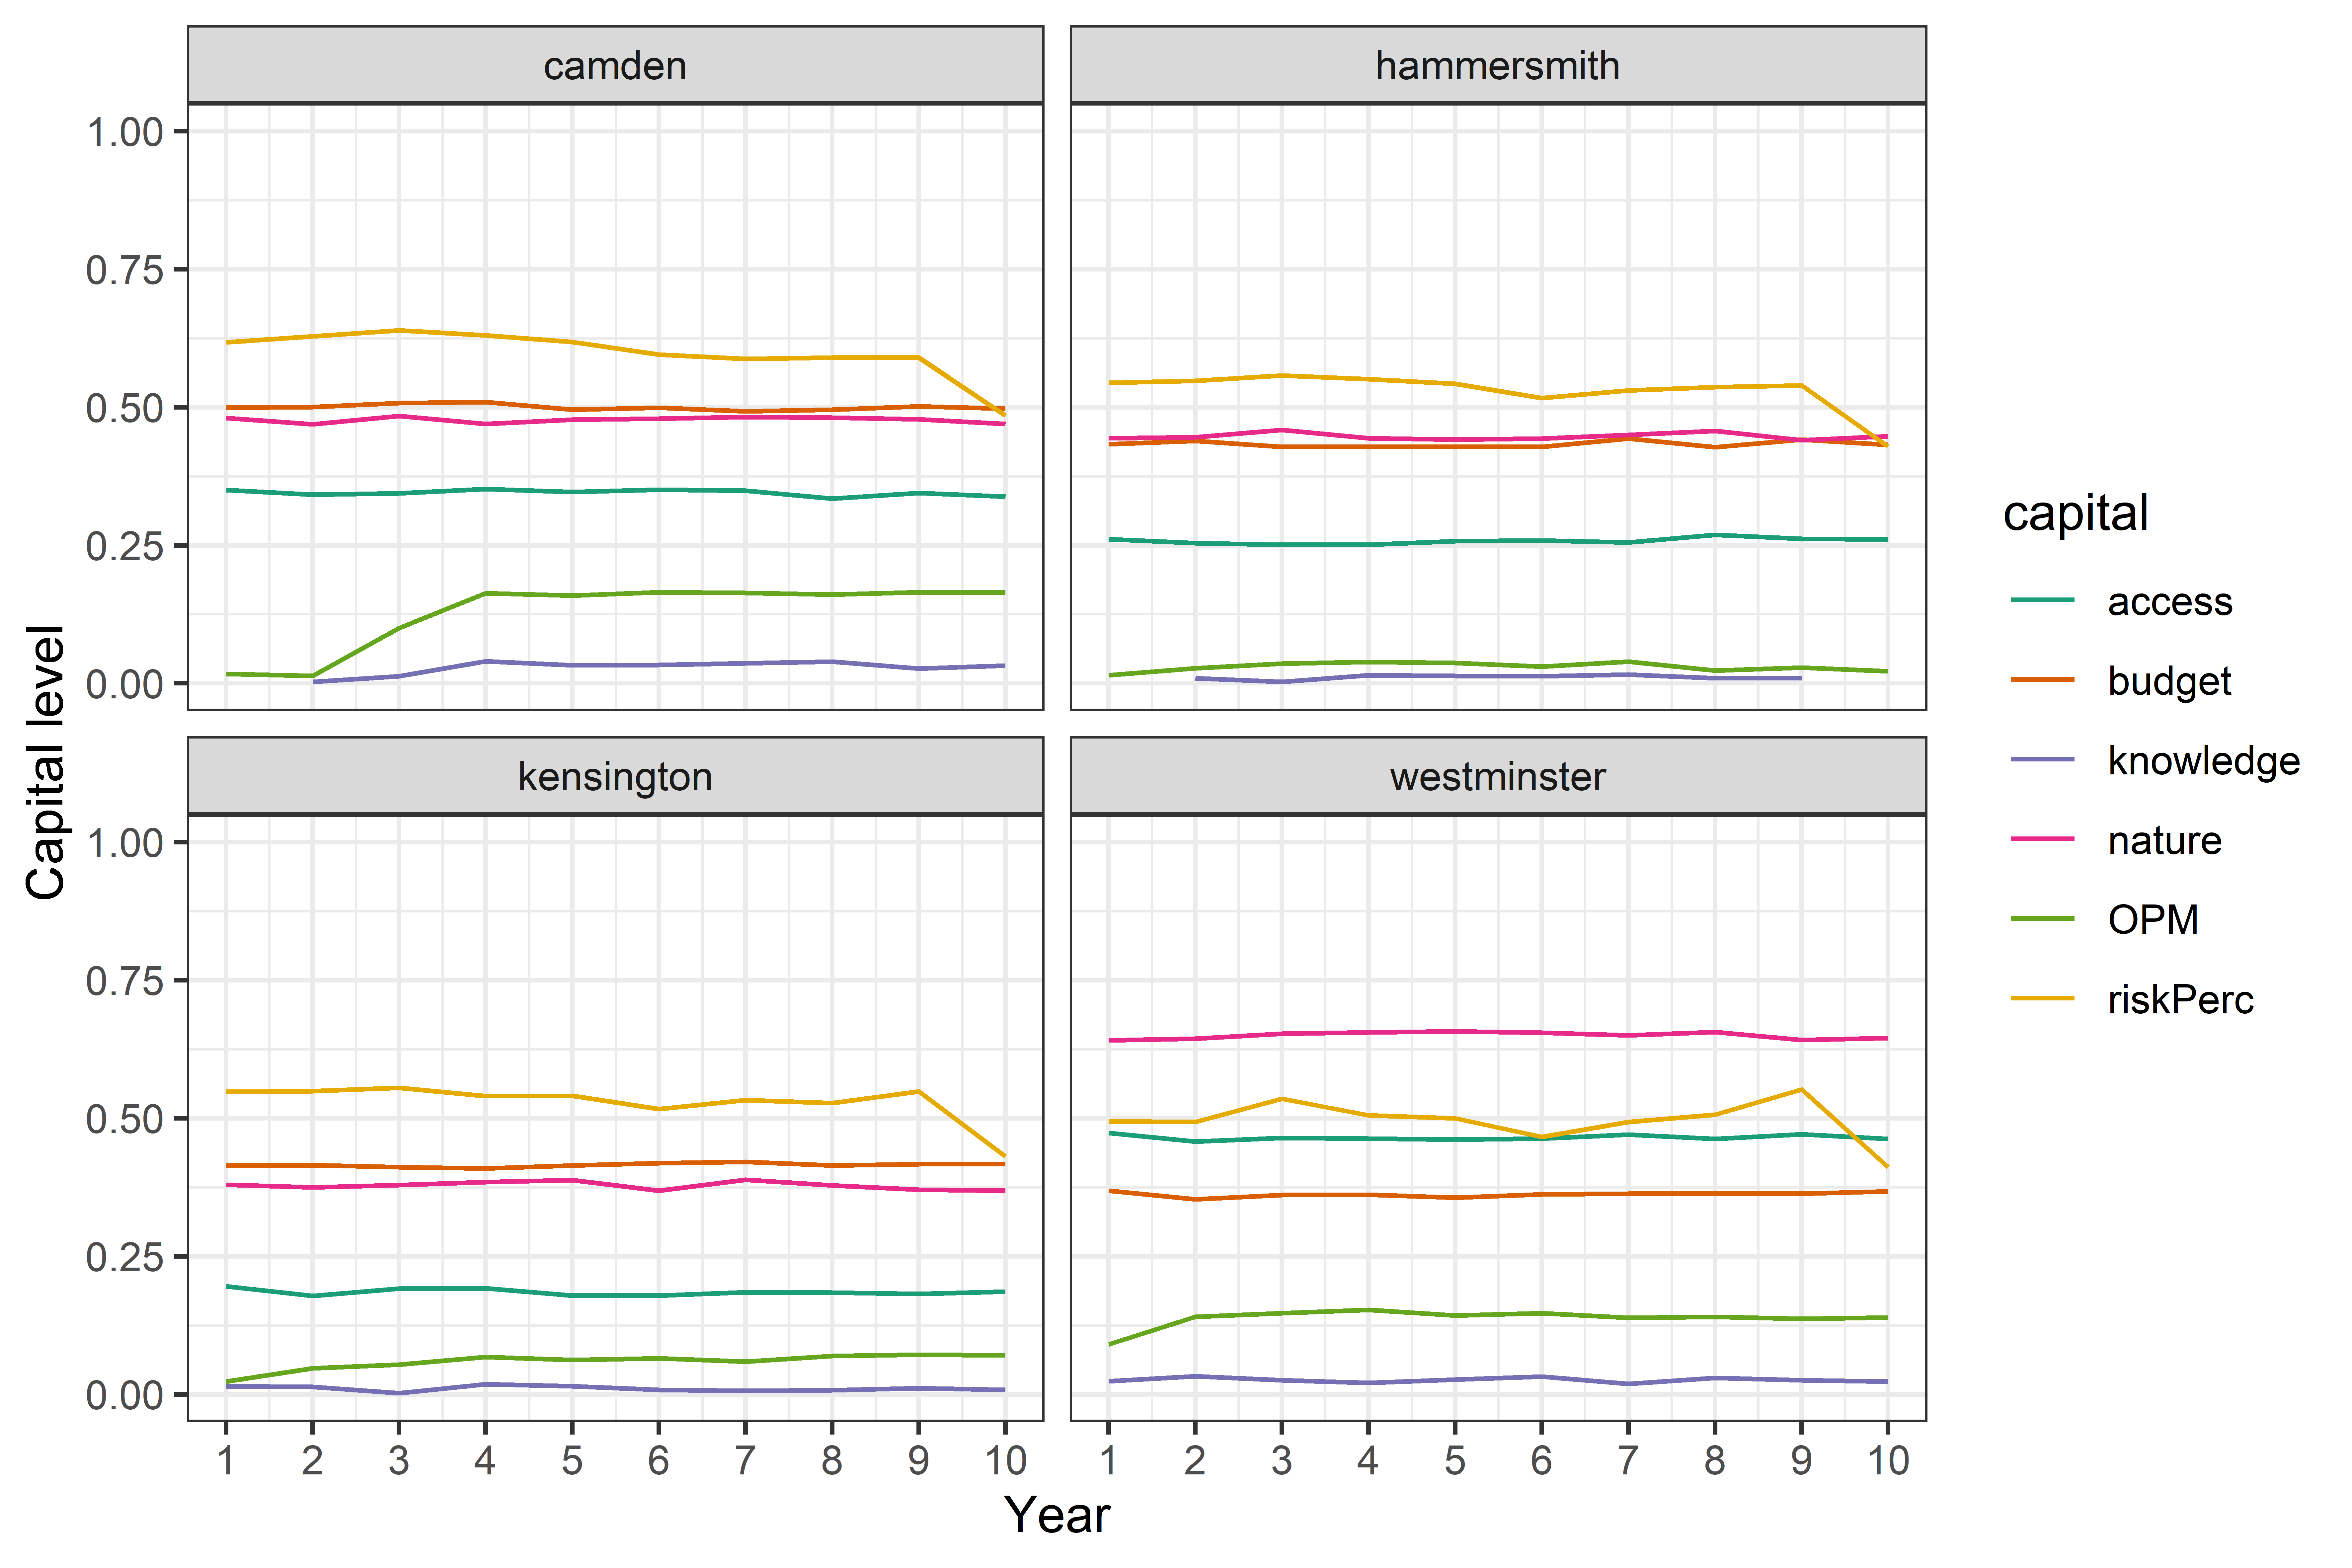 camden
hammersmith
1.00
0.75
0.50
0.25
0.00
kensington
westminster
1.00
0.75
0.50
0.25
0.00
1 2 3 4 5 6 7 8 9 10
1 2 3 4 5 6 7 8 9 10
Year
Capital level
capital
access
budget
knowledge
nature
OPM
riskPerc